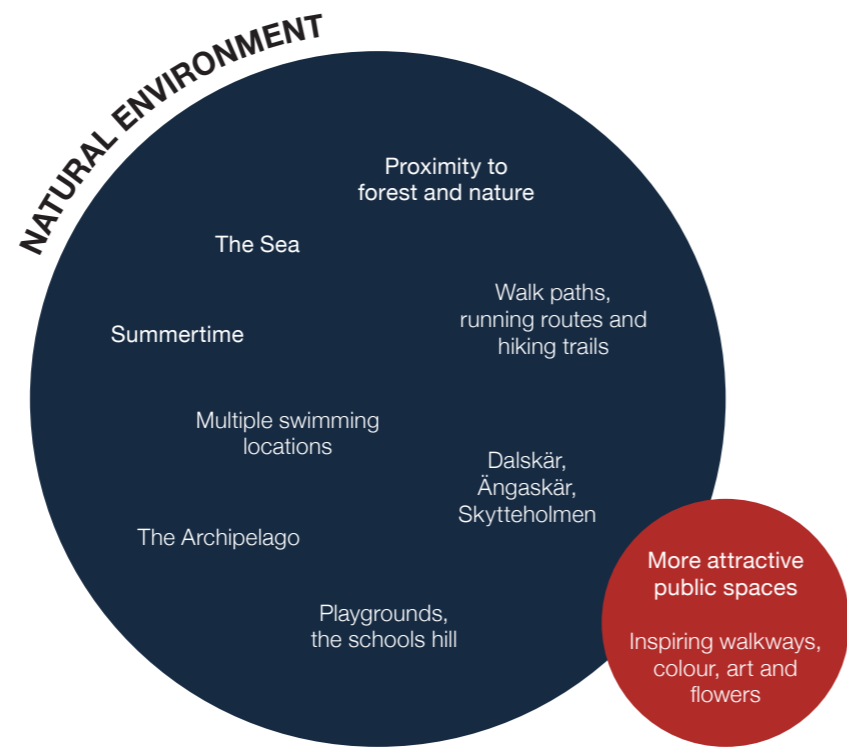 NATURAL ENVIRONMENT
Proximity to
forest and nature
The Sea
Walk paths,
running routes and
hiking trails
Summertime
Multiple swimming
locations
Dalskär,
Ängaskär,
Skytteholmen
The Archipelago
Playgrounds,
the schools hill
More attractive
public spaces
Inspiring walkways,
colour, art and
flowers